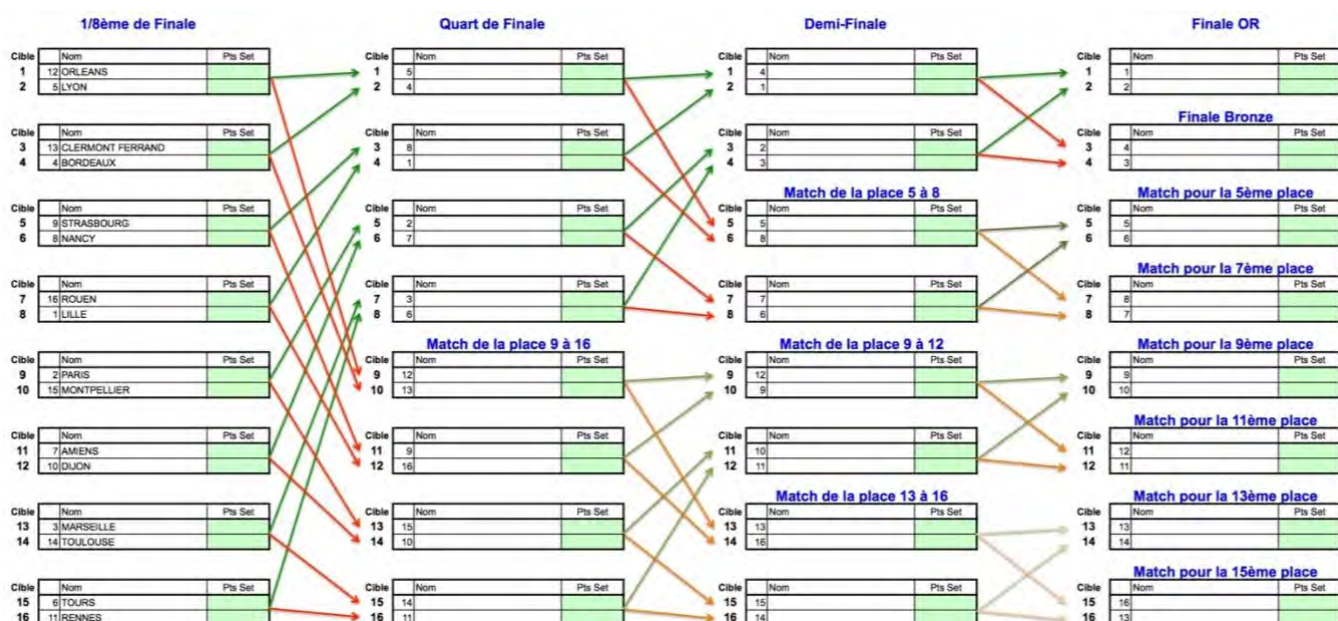 1/8ème de Finale Quart de Finale Demi-Finale Finale OR
Cible Nom Pts Set Cible Nom Pts Set Cible Nom Pts Set Cible Nom Pts Set
1 12 ORLEANS 1 5 1 4 1 1
2 5 LYON 2 4 2 1 2 2
Finale Bronze
Cible Nom Pts Set Cible Nom Pts Set Cible Nom Pts Set Cible Nom Pts Set
3 13 CLERMONT FERRAND 3 8 3 2 3 4
4 4 BORDEAUX 4 1 4 3 4 3
Match de la place 5 à 8 Match pour la 5ème place
Cible Nom Pts Set Cible Nom Pts Set Cible Nom Pts Set Cible Nom Pts Set
5 9 STRASBOURG 5 2 5 5 5 5
6 8 NANCY 6 7 6 8 6 6
Match pour la 7ème place
Cible Nom Pts Set Cible Nom Pts Set Cible Nom Pts Set Cible Nom Pts Set
7 16 ROUEN 7 3 7 7 7 8
8 1 LILLE 8 6 8 6 8 7
Match de la place 9 à 16 Match de la place 9 à 12 Match pour la 9ème place
Cible Nom Pts Set Cible Nom Pts Set Cible Nom Pts Set Cible Nom Pts Set
9 2 PARIS 9 12 9 12 9 9
10 15 MONTPELLIER 10 13 10 9 10 10
Match pour la 11ème place
Cible Nom Pts Set Cible Nom Pts Set Cible Nom Pts Set Cible Nom Pts Set
11 7 AMIENS 11 9 11 10 11 12
12 10 DIJON 12 16 12 11 12 11
Match de la place 13 à 16 Match pour la 13ème place
Cible Nom Pts Set Cible Nom Pts Set Cible Nom Pts Set Cible Nom Pts Set
13 3 MARSEILLE 13 15 13 13 13 13
14 14 TOULOUSE 14 10 14 16 14 14
Match pour la 15ème place
Cible Nom Pts Set Cible Nom Pts Set Cible Nom Pts Set Cible Nom Pts Set
15 6 TOURS 15 14 15 15 15 16
16 11 RENNES 16 11 16 14 16 13